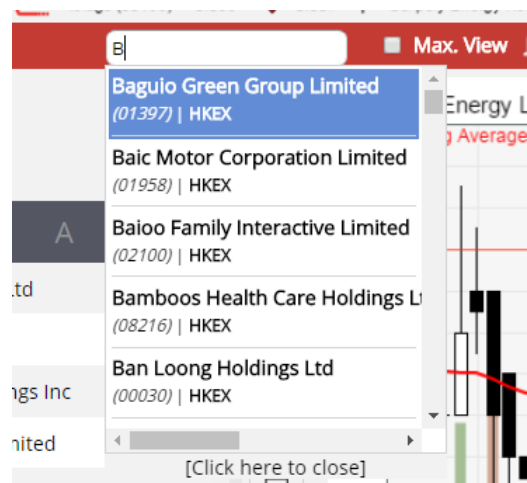 B
Max. View
Baguio Green Group Limited
(01397) | HKEX
Energy L
Average
Baic Motor Corporation Limited
(01958) | HKEX
A
Baioo Family Interactive Limited
(02100) | HKEX
Ltd
Bamboos Health Care Holdings Lt
(08216) | HKEX
Ban Loong Holdings Ltd
(00030) | HKEX
ngs Inc
mited
[Click here to close]